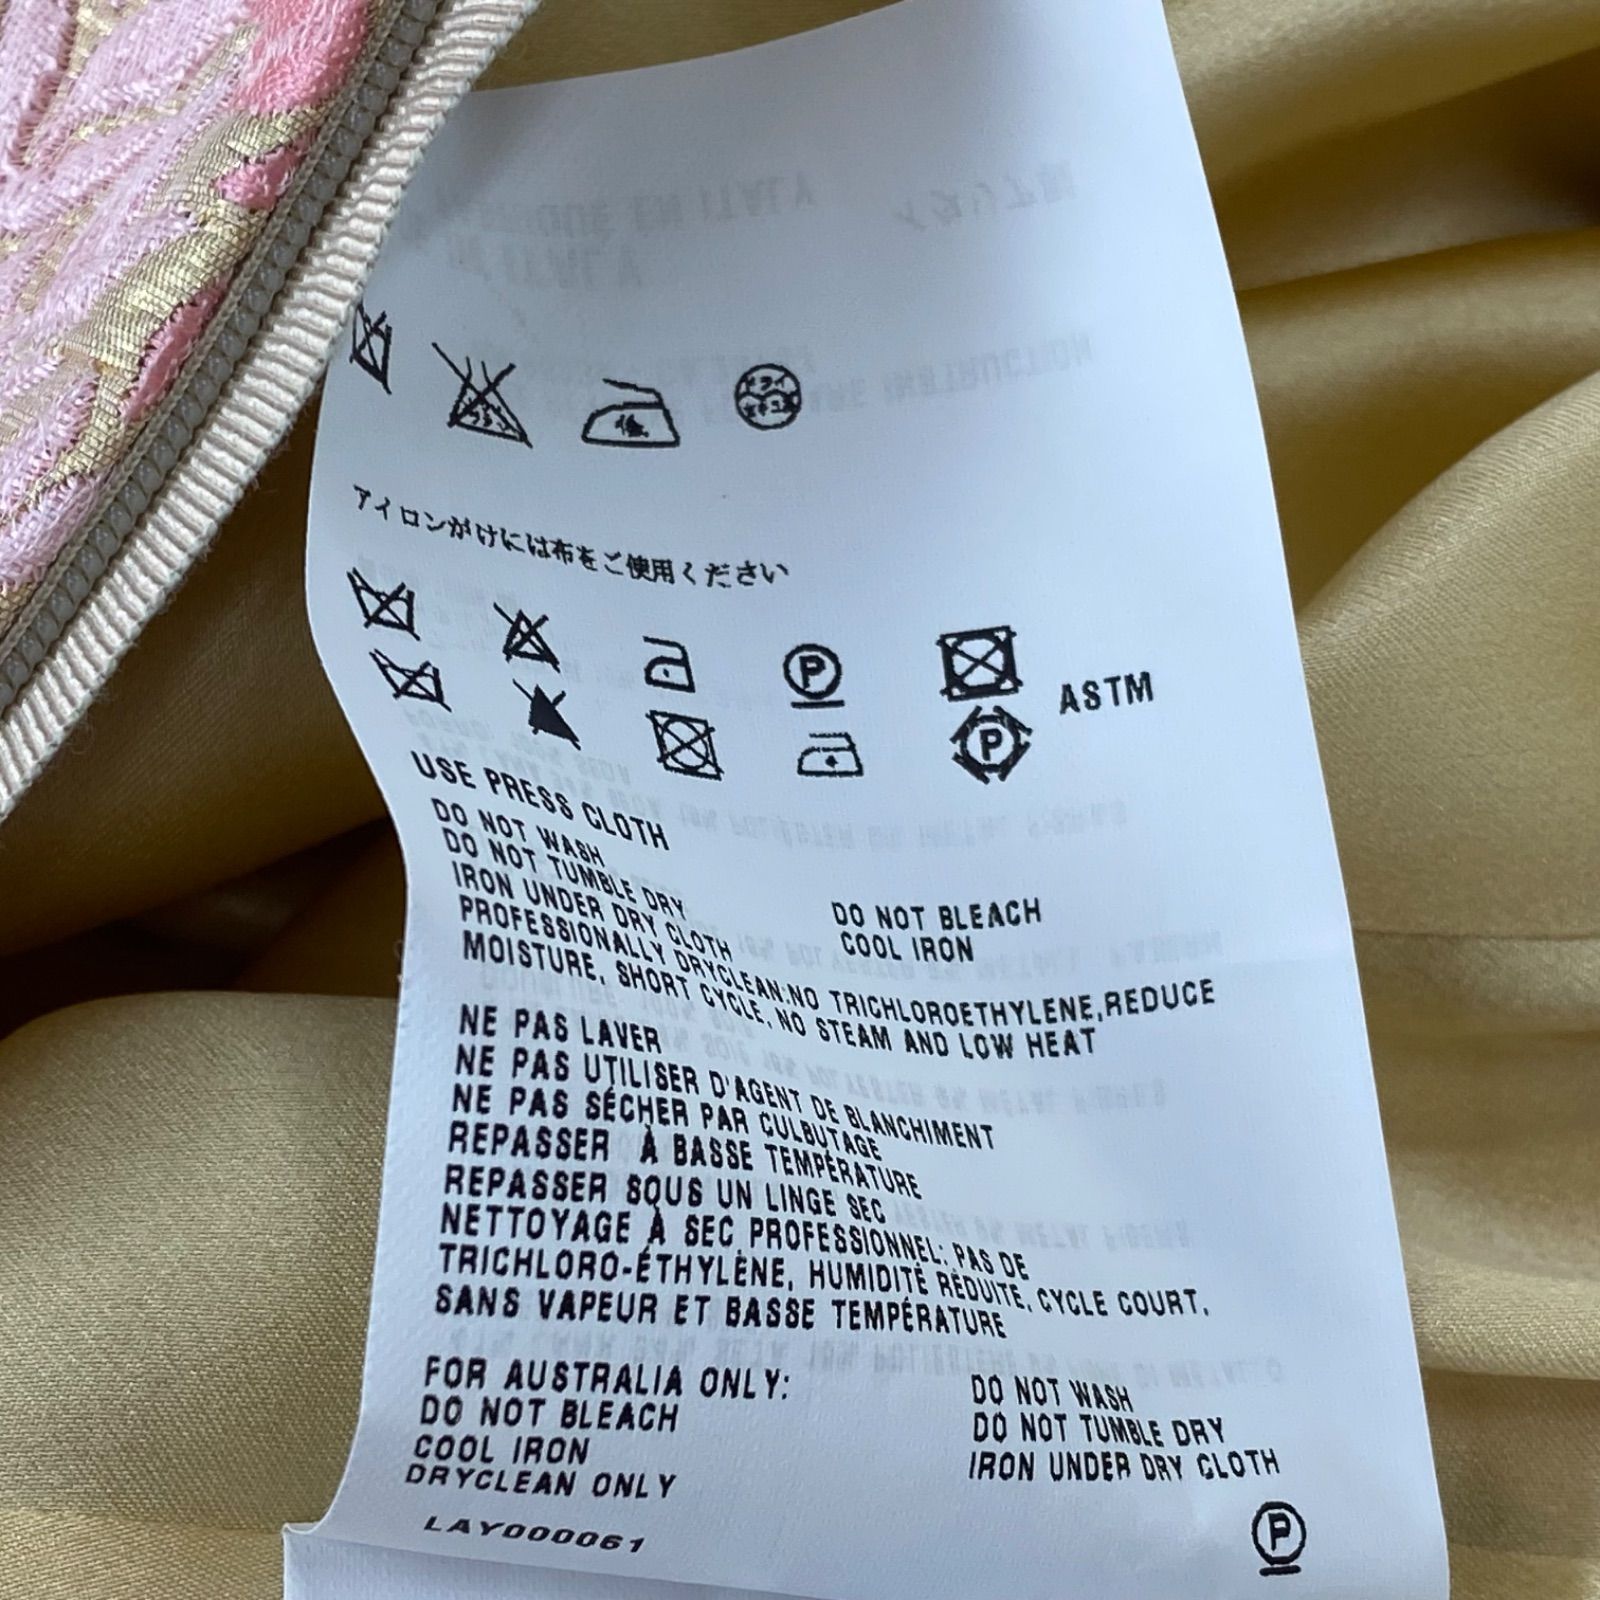 低
ドライ
アイロンがけには布をご使用ください
P
ASTM
P
USE PRESS CLOTH
DO NOT WASH
DO NOT TUMBLE DRY
IRON UNDER DRY CLOTH
DO NOT BLEACH
COOL IRON
PROFESSIONALLY DRYCLEAN:NO TRICHLOROETHYLENE,REDUCE
MOISTURE, SHORT CYCLE, NO STEAM AND LOW HEAT
NE PAS LAVER
NE PAS UTILISER D'AGENT DE BLANCHIMENT
NE PAS SÉCHER PAR CULBUTAGE
REPASSER À BASSE TEMPÉRATURE
REPASSER SOUS UN LINGE SEC
NETTOYAGE À SEC PROFESSIONNEL: PAS DE
TRICHLORO-ÉTHYLÈNE, HUMIDITÉ RÉDUITE, CYCLE COURT,
SANS VAPEUR ET BASSE TEMPÉRATURE
FOR AUSTRALIA ONLY:
DO NOT BLEACH
COOL IRON
DRYCLEAN ONLY
DO NOT WASH
DO NOT TUMBLE DRY
IRON UNDER DRY CLOTH
LAY000061
P